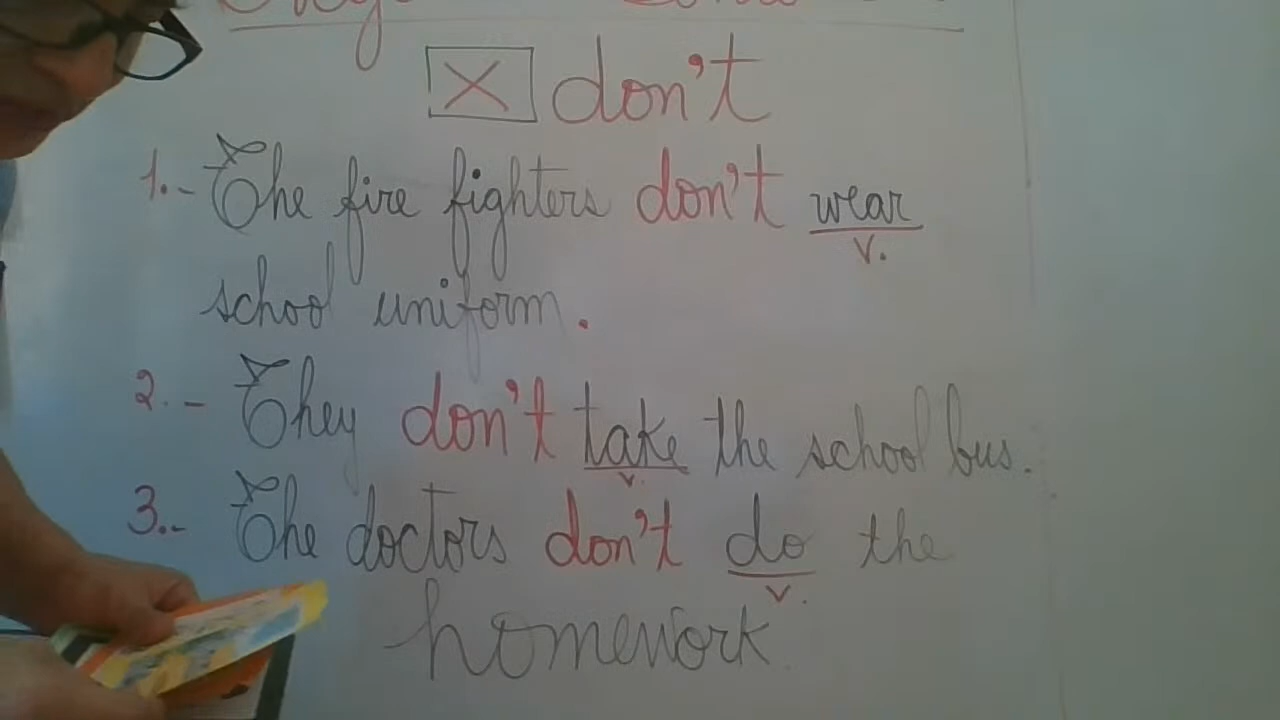 don't
1.- The fire fighters don't wear
v.
school uniform.
2.- They don't take the school bus.
v.
3.- The doctors don't do the
v.
homework